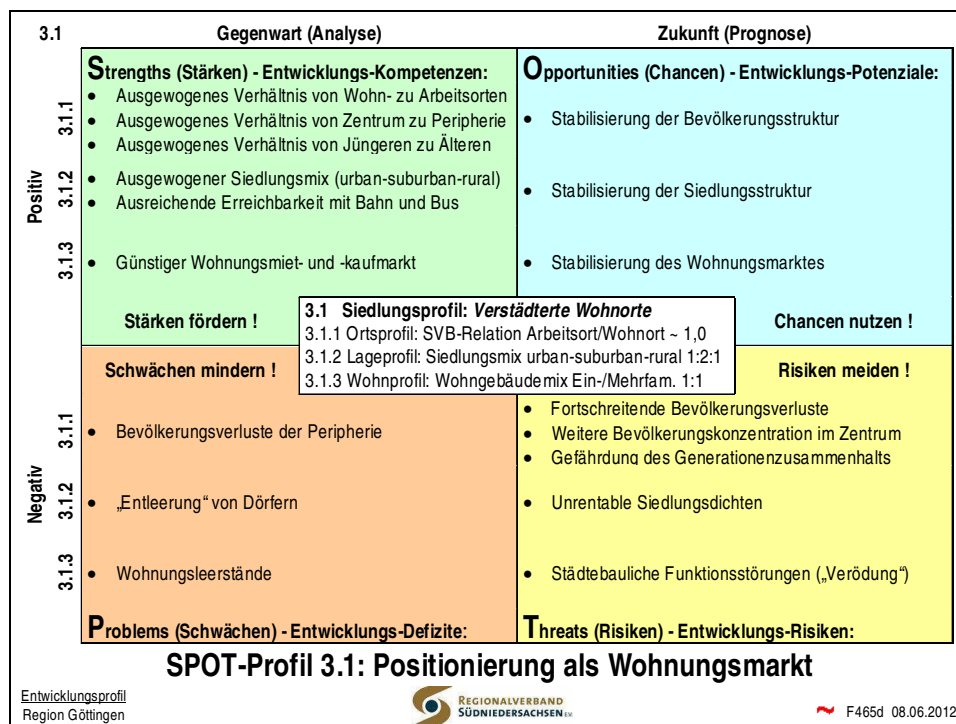 3.1 Gegenwart (Analyse) Zukunft (Prognose)
Positiv
3.1.1
3.1.2
3.1.3
Strengths (Stärken) - Entwicklungs-Kompetenzen:
• Ausgewogenes Verhältnis von Wohn- zu Arbeitsorten
• Ausgewogenes Verhältnis von Zentrum zu Peripherie
• Ausgewogenes Verhältnis von Jüngeren zu Älteren
• Ausgewogener Siedlungsmix (urban-suburban-rural)
• Ausreichende Erreichbarkeit mit Bahn und Bus
• Günstiger Wohnungsmiet- und -kaufmarkt
Stärken fördern !
Opportunities (Chancen) - Entwicklungs-Potenziale:
• Stabilisierung der Bevölkerungsstruktur
• Stabilisierung der Siedlungsstruktur
• Stabilisierung des Wohnungsmarktes
Chancen nutzen !
3.1 Siedlungsprofil: Verstädterte Wohnorte
3.1.1 Ortsprofil: SVB-Relation Arbeitsort/Wohnort ~ 1,0
3.1.2 Lageprofil: Siedlungsmix urban-suburban-rural 1:2:1
3.1.3 Wohnprofil: Wohngebäudemix Ein-/Mehrfam. 1:1
Negativ
3.1.1
3.1.2
3.1.3
Schwächen mindern !
• Bevölkerungsverluste der Peripherie
• „Entleerung“ von Dörfern
• Wohnungsleerstände
Problems (Schwächen) - Entwicklungs-Defizite:
Risiken meiden !
• Fortschreitende Bevölkerungsverluste
• Weitere Bevölkerungskonzentration im Zentrum
• Gefährdung des Generationenzusammenhalts
• Unrentable Siedlungsdichten
• Städtebauliche Funktionsstörungen („Verödung“)
Threats (Risiken) - Entwicklungs-Risiken:
SPOT-Profil 3.1: Positionierung als Wohnungsmarkt
Entwicklungsprofil
Region Göttingen
REGIONALVERBAND
SÜDNIEDERSACHSEN E.V.
F465d 08.06.2012